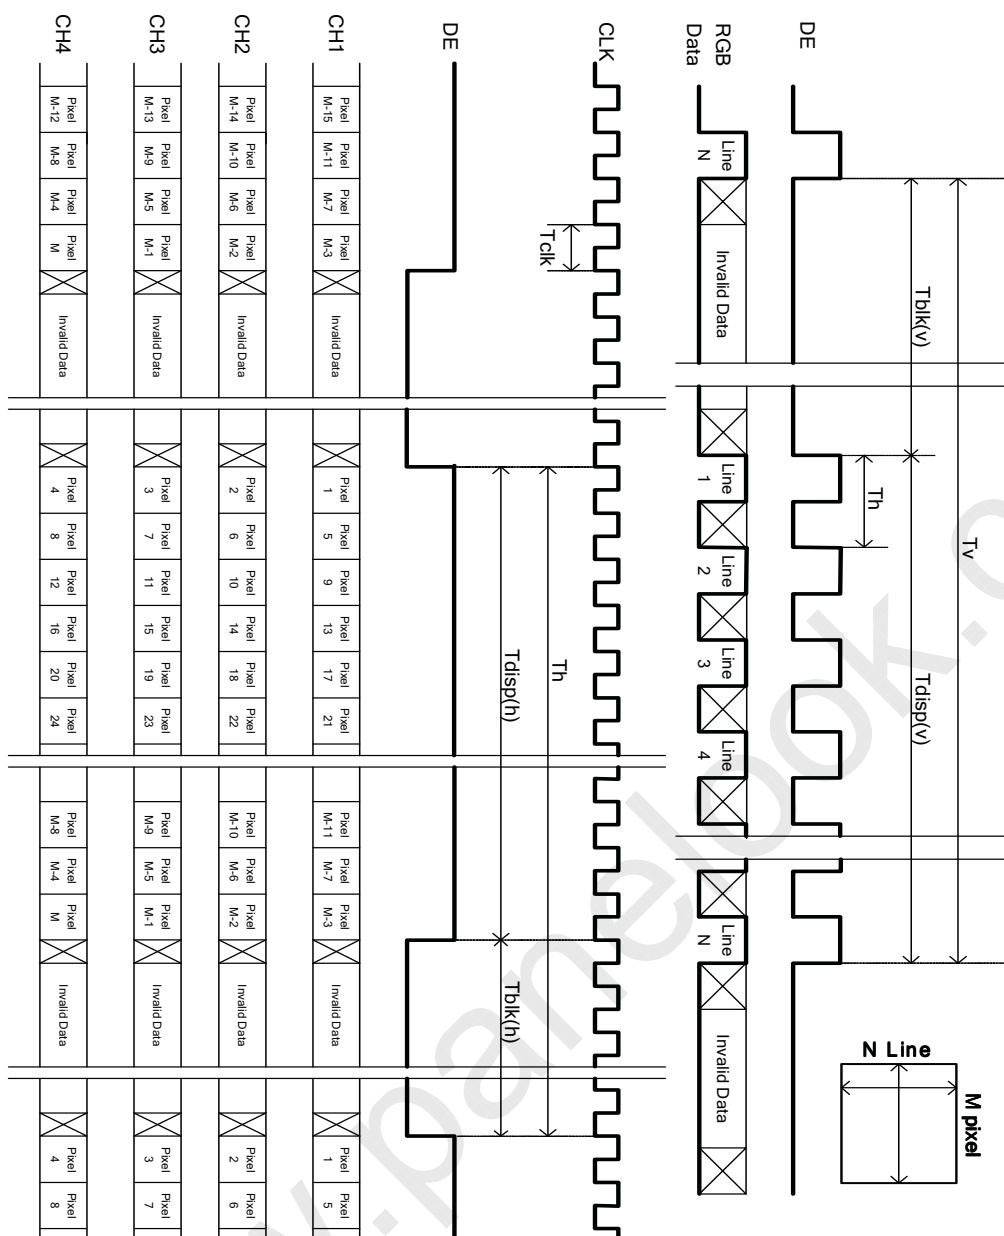 M pixel
N Line
Tv
Tblk(v) Tdisp(v)
Th
DE
RGB Data
Line N Invalid Data Line 1 Line 2 Line 3 Line 4 Line N Invalid Data
CLK
Tclk
Th
Tdisp(h) Tblk(h)
DE
CH1 Pixel M-15 Pixel M-11 Pixel M-7 Pixel M-3 Invalid Data Pixel 1 Pixel 5 Pixel 9 Pixel 13 Pixel 17 Pixel 21 Pixel M-11 Pixel M-7 Pixel M-3 Invalid Data Pixel 1 Pixel 5
CH2 Pixel M-14 Pixel M-10 Pixel M-6 Pixel M-2 Invalid Data Pixel 2 Pixel 6 Pixel 10 Pixel 14 Pixel 18 Pixel 22 Pixel M-10 Pixel M-6 Pixel M-2 Invalid Data Pixel 2 Pixel 6
CH3 Pixel M-13 Pixel M-9 Pixel M-5 Pixel M-1 Invalid Data Pixel 3 Pixel 7 Pixel 11 Pixel 15 Pixel 19 Pixel 23 Pixel M-9 Pixel M-5 Pixel M-1 Invalid Data Pixel 3 Pixel 7
CH4 Pixel M-12 Pixel M-8 Pixel M-4 Pixel M Invalid Data Pixel 4 Pixel 8 Pixel 12 Pixel 16 Pixel 20 Pixel 24 Pixel M-8 Pixel M-4 Pixel M Invalid Data Pixel 4 Pixel 8
w.panelook.c